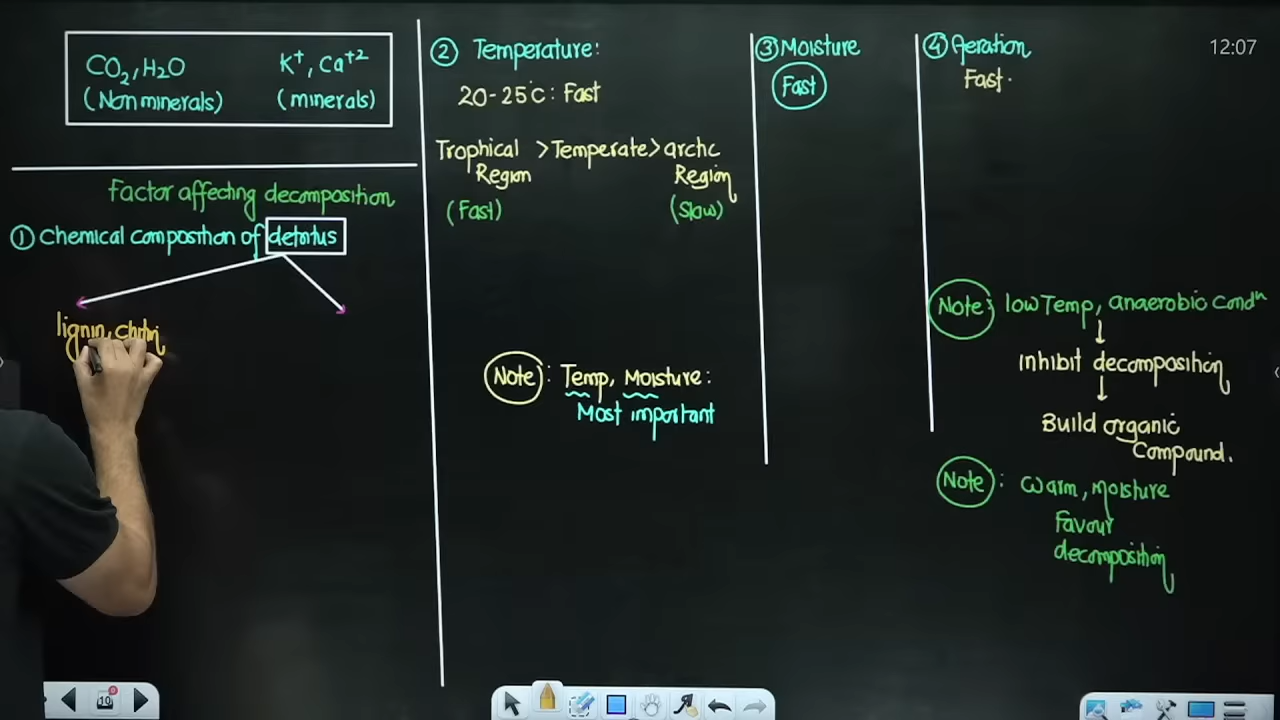 CO2, H2O
(Non minerals)
K+, Ca+2
(minerals)
Factor affecting decomposition
① Chemical composition of detritus
lignin, chitin
② Temperature:
20-25°C: Fast
Trophical > Temperate > arctic
Region
Region
(Fast)
(Slow)
Note: Temp, Moisture:
Most important
③ Moisture
Fast
④ Aeration
Fast.
12:07
Note: low Temp, anaerobic condn
↓
Inhibit decomposition
↓
Build organic
Compound.
Note: warm, Moisture
Favour
decomposition
10